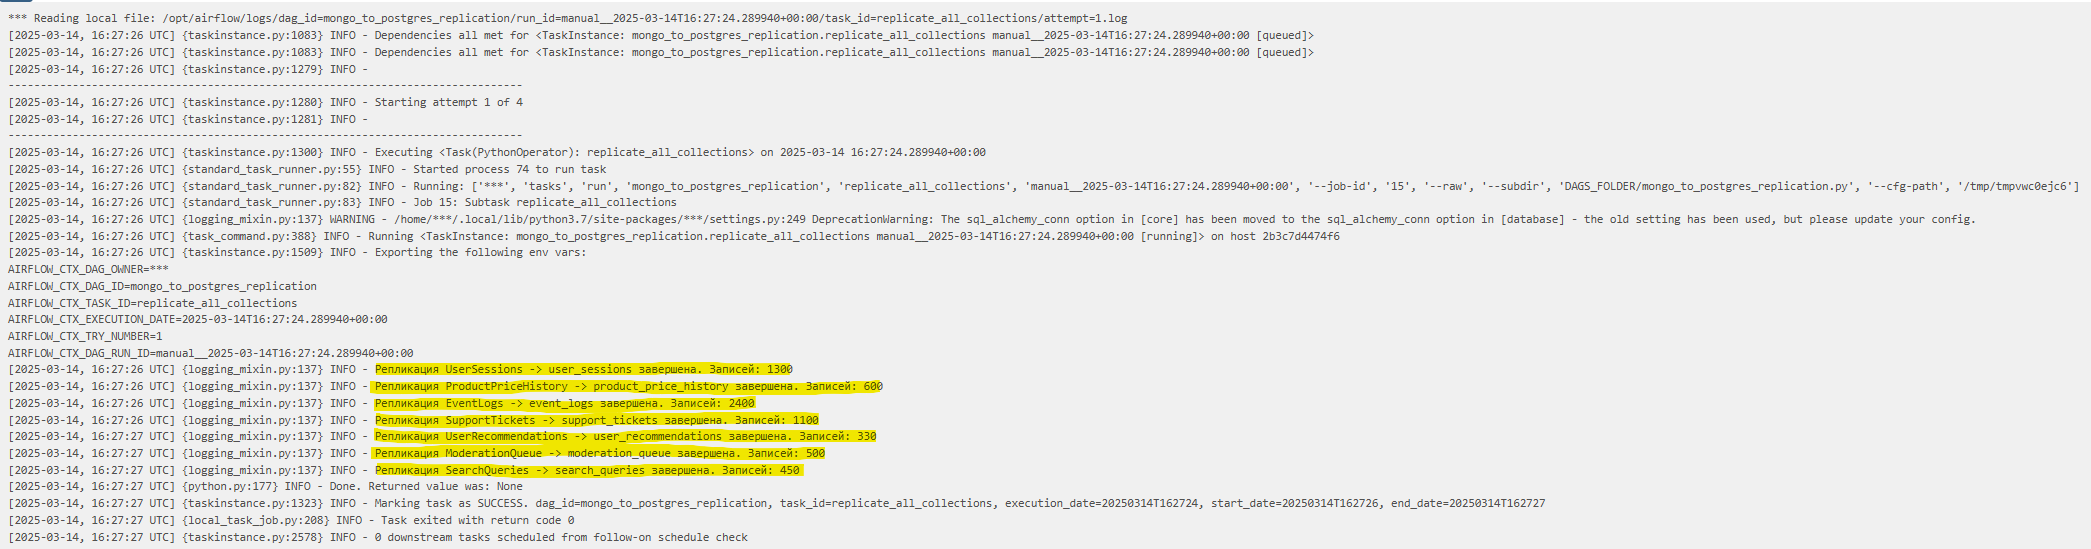 *** Reading local file: /opt/airflow/logs/dag_id=mongo_to_postgres_replication/run_id=manual__2025-03-14T16:27:24.289940+00:00/task_id=replicate_all_collections/attempt=1.log
[2025-03-14, 16:27:26 UTC] {taskinstance.py:1083} INFO - Dependencies all met for <TaskInstance: mongo_to_postgres_replication.replicate_all_collections manual__2025-03-14T16:27:24.289940+00:00 [queued]>
[2025-03-14, 16:27:26 UTC] {taskinstance.py:1083} INFO - Dependencies all met for <TaskInstance: mongo_to_postgres_replication.replicate_all_collections manual__2025-03-14T16:27:24.289940+00:00 [queued]>
[2025-03-14, 16:27:26 UTC] {taskinstance.py:1279} INFO -
--------------------------------------------------------------------------------
[2025-03-14, 16:27:26 UTC] {taskinstance.py:1280} INFO - Starting attempt 1 of 4
[2025-03-14, 16:27:26 UTC] {taskinstance.py:1281} INFO -
--------------------------------------------------------------------------------
[2025-03-14, 16:27:26 UTC] {taskinstance.py:1300} INFO - Executing <Task(PythonOperator): replicate_all_collections> on 2025-03-14 16:27:24.289940+00:00
[2025-03-14, 16:27:26 UTC] {standard_task_runner.py:55} INFO - Started process 74 to run task
[2025-03-14, 16:27:26 UTC] {standard_task_runner.py:82} INFO - Running: ['***', 'tasks', 'run', 'mongo_to_postgres_replication', 'replicate_all_collections', 'manual__2025-03-14T16:27:24.289940+00:00', '--job-id', '15', '--raw', '--subdir', 'DAGS_FOLDER/mongo_to_postgres_replication.py', '--cfg-path', '/tmp/tmpvwc0ejc6']
[2025-03-14, 16:27:26 UTC] {standard_task_runner.py:83} INFO - Job 15: Subtask replicate_all_collections
[2025-03-14, 16:27:26 UTC] {logging_mixin.py:137} WARNING - /home/***/.local/lib/python3.7/site-packages/***/settings.py:249 DeprecationWarning: The sql_alchemy_conn option in [core] has been moved to the sql_alchemy_conn option in [database] - the old setting has been used, but please update your config.
[2025-03-14, 16:27:26 UTC] {task_command.py:388} INFO - Running <TaskInstance: mongo_to_postgres_replication.replicate_all_collections manual__2025-03-14T16:27:24.289940+00:00 [running]> on host 2b3c7d4474f6
[2025-03-14, 16:27:26 UTC] {taskinstance.py:1509} INFO - Exporting the following env vars:
AIRFLOW_CTX_DAG_OWNER=***
AIRFLOW_CTX_DAG_ID=mongo_to_postgres_replication
AIRFLOW_CTX_TASK_ID=replicate_all_collections
AIRFLOW_CTX_EXECUTION_DATE=2025-03-14T16:27:24.289940+00:00
AIRFLOW_CTX_TRY_NUMBER=1
AIRFLOW_CTX_DAG_RUN_ID=manual__2025-03-14T16:27:24.289940+00:00
[2025-03-14, 16:27:26 UTC] {logging_mixin.py:137} INFO - Репликация UserSessions -> user_sessions завершена. Записей: 1300
[2025-03-14, 16:27:26 UTC] {logging_mixin.py:137} INFO - Репликация ProductPriceHistory -> product_price_history завершена. Записей: 600
[2025-03-14, 16:27:26 UTC] {logging_mixin.py:137} INFO - Репликация EventLogs -> event_logs завершена. Записей: 2400
[2025-03-14, 16:27:26 UTC] {logging_mixin.py:137} INFO - Репликация SupportTickets -> support_tickets завершена. Записей: 1100
[2025-03-14, 16:27:27 UTC] {logging_mixin.py:137} INFO - Репликация UserRecommendations -> user_recommendations завершена. Записей: 330
[2025-03-14, 16:27:27 UTC] {logging_mixin.py:137} INFO - Репликация ModerationQueue -> moderation_queue завершена. Записей: 500
[2025-03-14, 16:27:27 UTC] {logging_mixin.py:137} INFO - Репликация SearchQueries -> search_queries завершена. Записей: 450
[2025-03-14, 16:27:27 UTC] {python.py:177} INFO - Done. Returned value was: None
[2025-03-14, 16:27:27 UTC] {taskinstance.py:1323} INFO - Marking task as SUCCESS. dag_id=mongo_to_postgres_replication, task_id=replicate_all_collections, execution_date=20250314T162724, start_date=20250314T162726, end_date=20250314T162727
[2025-03-14, 16:27:27 UTC] {local_task_job.py:208} INFO - Task exited with return code 0
[2025-03-14, 16:27:27 UTC] {taskinstance.py:2578} INFO - 0 downstream tasks scheduled from follow-on schedule check